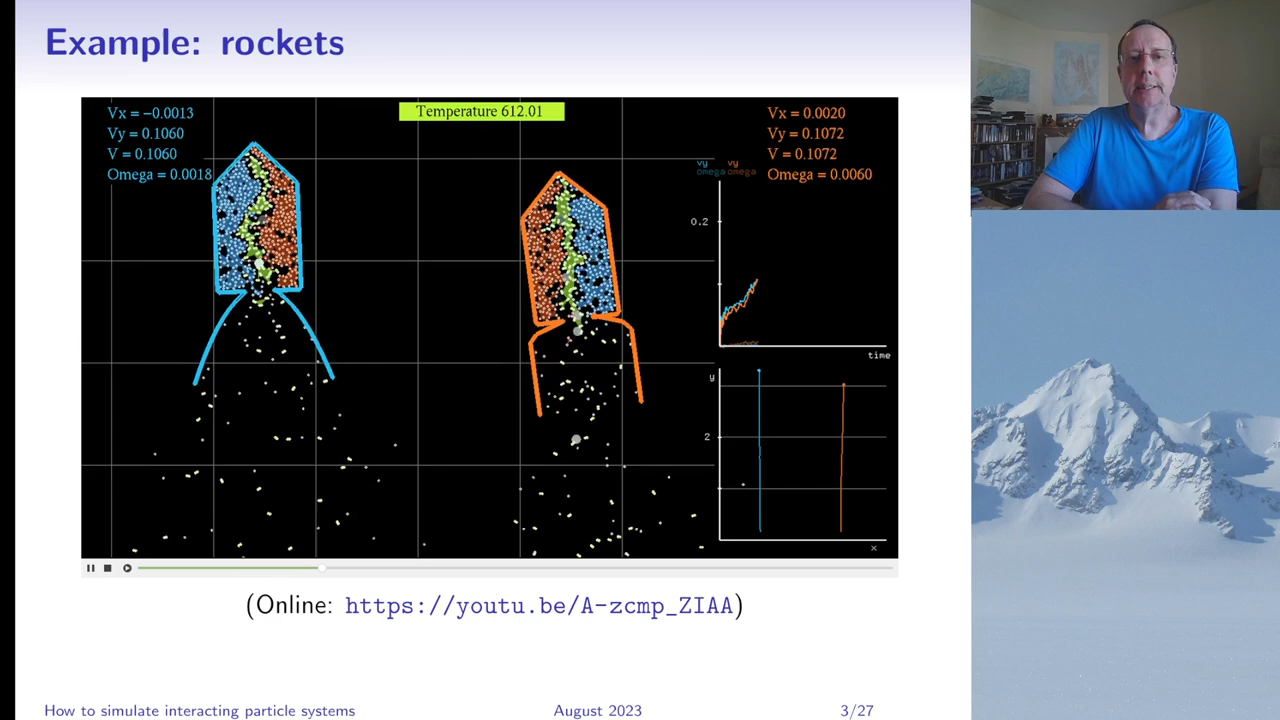 Example: rockets
Vx = −0.0013
Vy = 0.1060
V = 0.1060
Omega = 0.0018
Temperature 612.01
Vx = 0.0020
Vy = 0.1072
V = 0.1072
Omega = 0.0060
vy vy
omega omega
0.2
time
y
2
x
(Online: https://youtu.be/A-zcmp_ZIAA)
How to simulate interacting particle systems August 2023 3/27